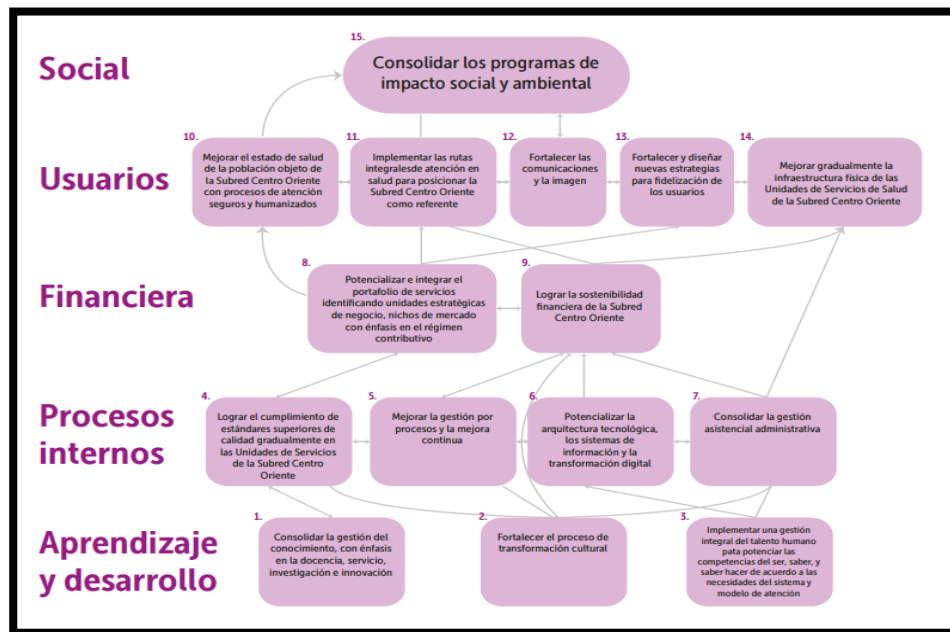 Social
15.
Consolidar los programas de
impacto social y ambiental
Usuarios
10.
Mejorar el estado de salud
de la población objeto de
la Subred Centro Oriente
con procesos de atención
seguros y humanizados
11.
Implementar las rutas
integralesde atención en
salud para posicionar la
Subred Centro Oriente
como referente
12.
Fortalecer las
comunicaciones
y la imagen
13.
Fortalecer y diseñar
nuevas estrategias
para fidelización de
los usuarios
14.
Mejorar gradualmente la
infraestructura física de las
Unidades de Servicios de Salud
de la Subred Centro Oriente
Financiera
8.
Potencializar e integrar el
portafolio de servicios
identificando unidades estratégicas
de negocio, nichos de mercado
con énfasis en el régimen
contributivo
9.
Lograr la sostenibilidad
financiera de la Subred
Centro Oriente
Procesos
internos
4.
Lograr el cumplimiento de
estándares superiores de
calidad gradualmente en
las Unidades de Servicios
de la Subred Centro
Oriente
5.
Mejorar la gestión por
procesos y la mejora
continua
6.
Potencializar la
arquitectura tecnológica,
los sistemas de
información y la
transformación digital
7.
Consolidar la gestión
asistencial administrativa
Aprendizaje
y desarrollo
1.
Consolidar la gestión del
conocimiento, con énfasis
en la docencia, servicio,
investigación e innovación
2.
Fortalecer el proceso de
transformación cultural
3.
Implementar una gestión
integral del talento humano
pata potenciar las
competencias del ser, saber, y
saber hacer de acuerdo a las
necesidades del sistema y
modelo de atención